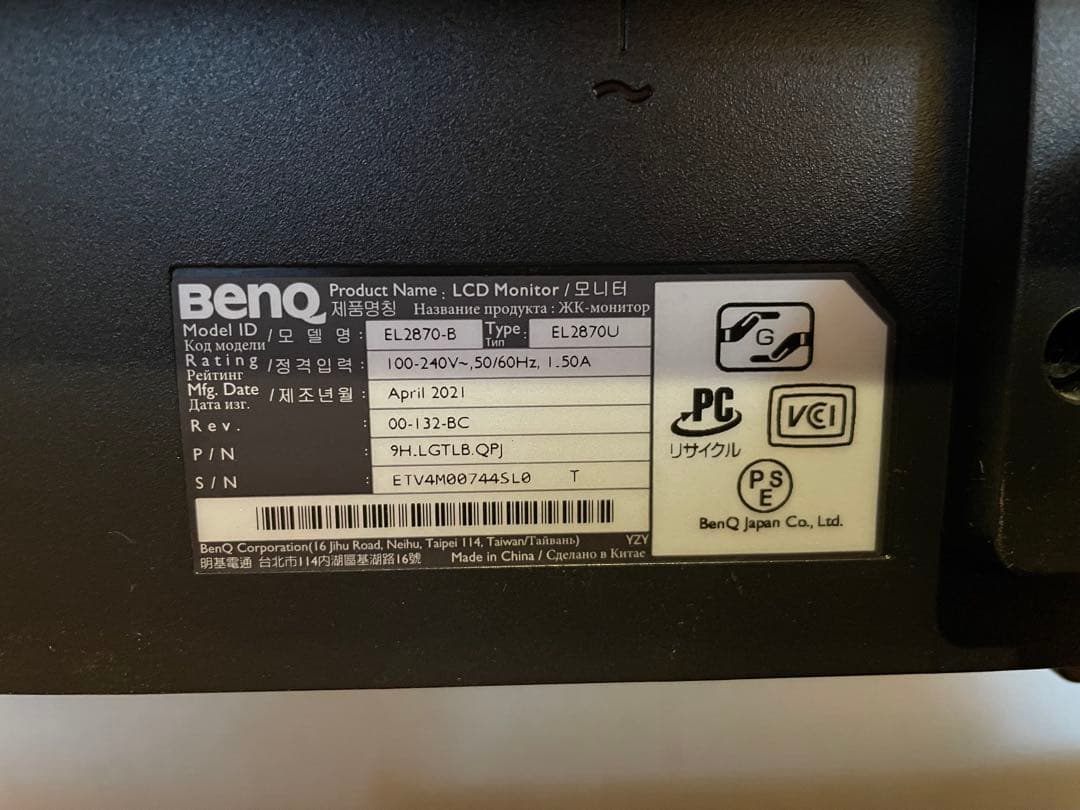 BenQ Product Name : LCD Monitor / 모니터
제품명칭 Название продукта : ЖК-монитор
Model ID / 모 델 명 : EL2870-B Type : EL2870U
Код модели Тип
Rating / 정격입력 : 100-240V~,50/60Hz, 1.50A
Рейтинг
Mfg. Date / 제조년월 : April 2021
Дата изг.
Rev. : 00-132-BC
P/N : 9H.LGTLB.QPJ
S/N : ETV4M00744SL0 T
BenQ Corporation(16 Jihu Road, Neihu, Taipei 114, Taiwan/Тайвань) YZY
明基電通 台北市114內湖區基湖路16號 Made in China / Сделано в Китае
G
PC
リサイクル
VCCI
PSE
BenQ Japan Co., Ltd.